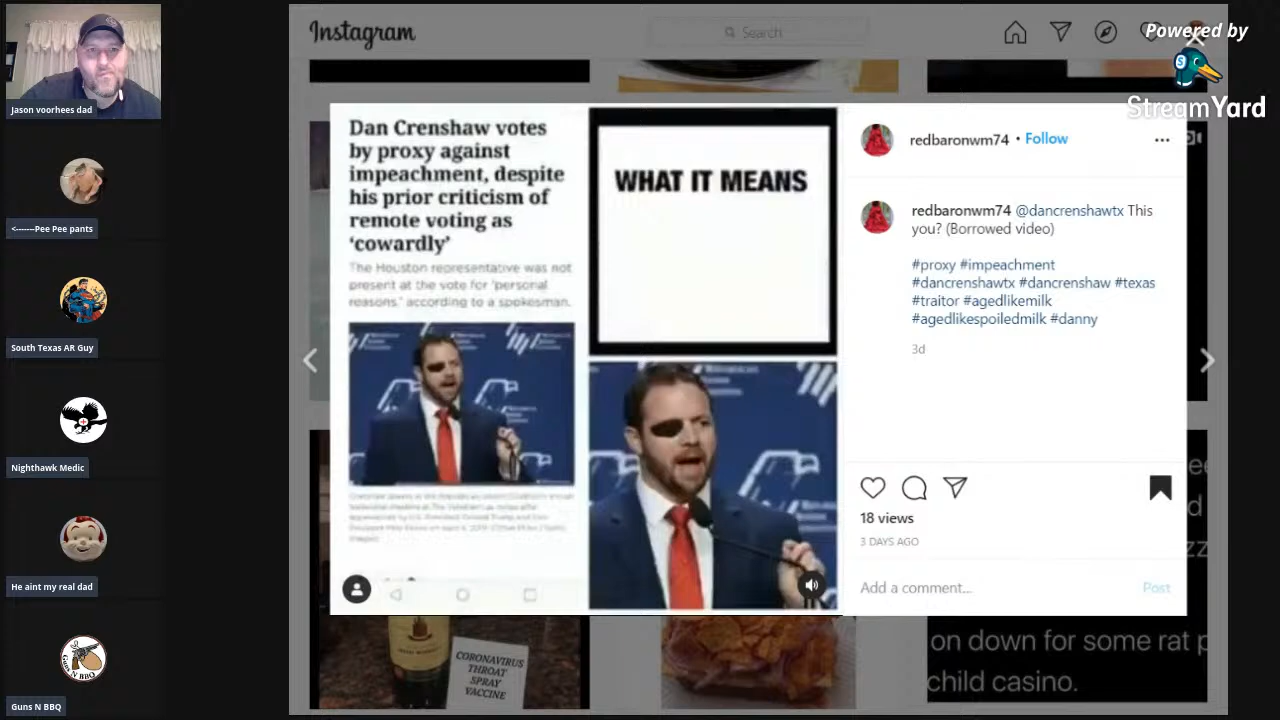 Jason voorhees dad
<------Pee Pee pants
South Texas AR Guy
Nighthawk Medic
He aint my real dad
GUNS N BBQ
Guns N BBQ
Instagram
Search
Powered by
StreamYard
Dan Crenshaw votes
by proxy against
impeachment, despite
his prior criticism of
remote voting as
‘cowardly’
The Houston representative was not
present at the vote for "personal
reasons," according to a spokesman.
WHAT IT MEANS
redbaronwm74 • Follow
redbaronwm74 @dancrenshawtx This
you? (Borrowed video)
#proxy #impeachment
#dancrenshawtx #dancrenshaw #texas
#traitor #agedlikemilk
#agedlikespoiledmilk #danny
3d
18 views
3 DAYS AGO
Add a comment...
Post
CORONAVIRUS
THROAT
SPRAY
VACCINE
on down for some rat p
child casino.